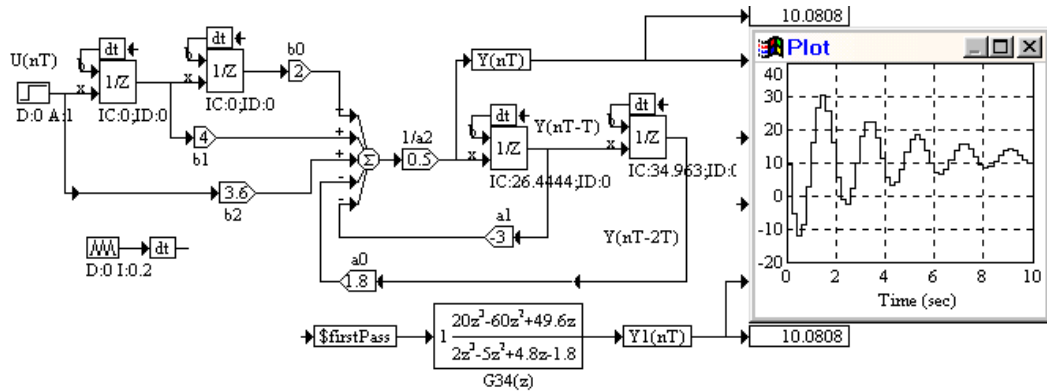 10.0808
dt
dt
b0
U(nT)
b
1/Z
b
1/Z
2
Y(nT)
Plot
x
x
D:0 A:1
IC:0;ID:0
IC:0;ID:0
dt
dt
-
4
b1
+
+
-
-
Σ
1/a2
0.5
b
x
1/Z
Y(nT-T)
b
x
1/Z
3.6
b2
IC:26.4444;ID:0
IC:34.963;ID:(
a1
-3
Y(nT-2T)
a0
1.8
dt
D:0 I:0.2
40
30
20
10
0
-10
-20
0 2 4 6 8 10
Time (sec)
$firstPass
1
20z³-60z²+49.6z
2z³-5z²+4.8z-1.8
G34(z)
Y1(nT)
10.0808